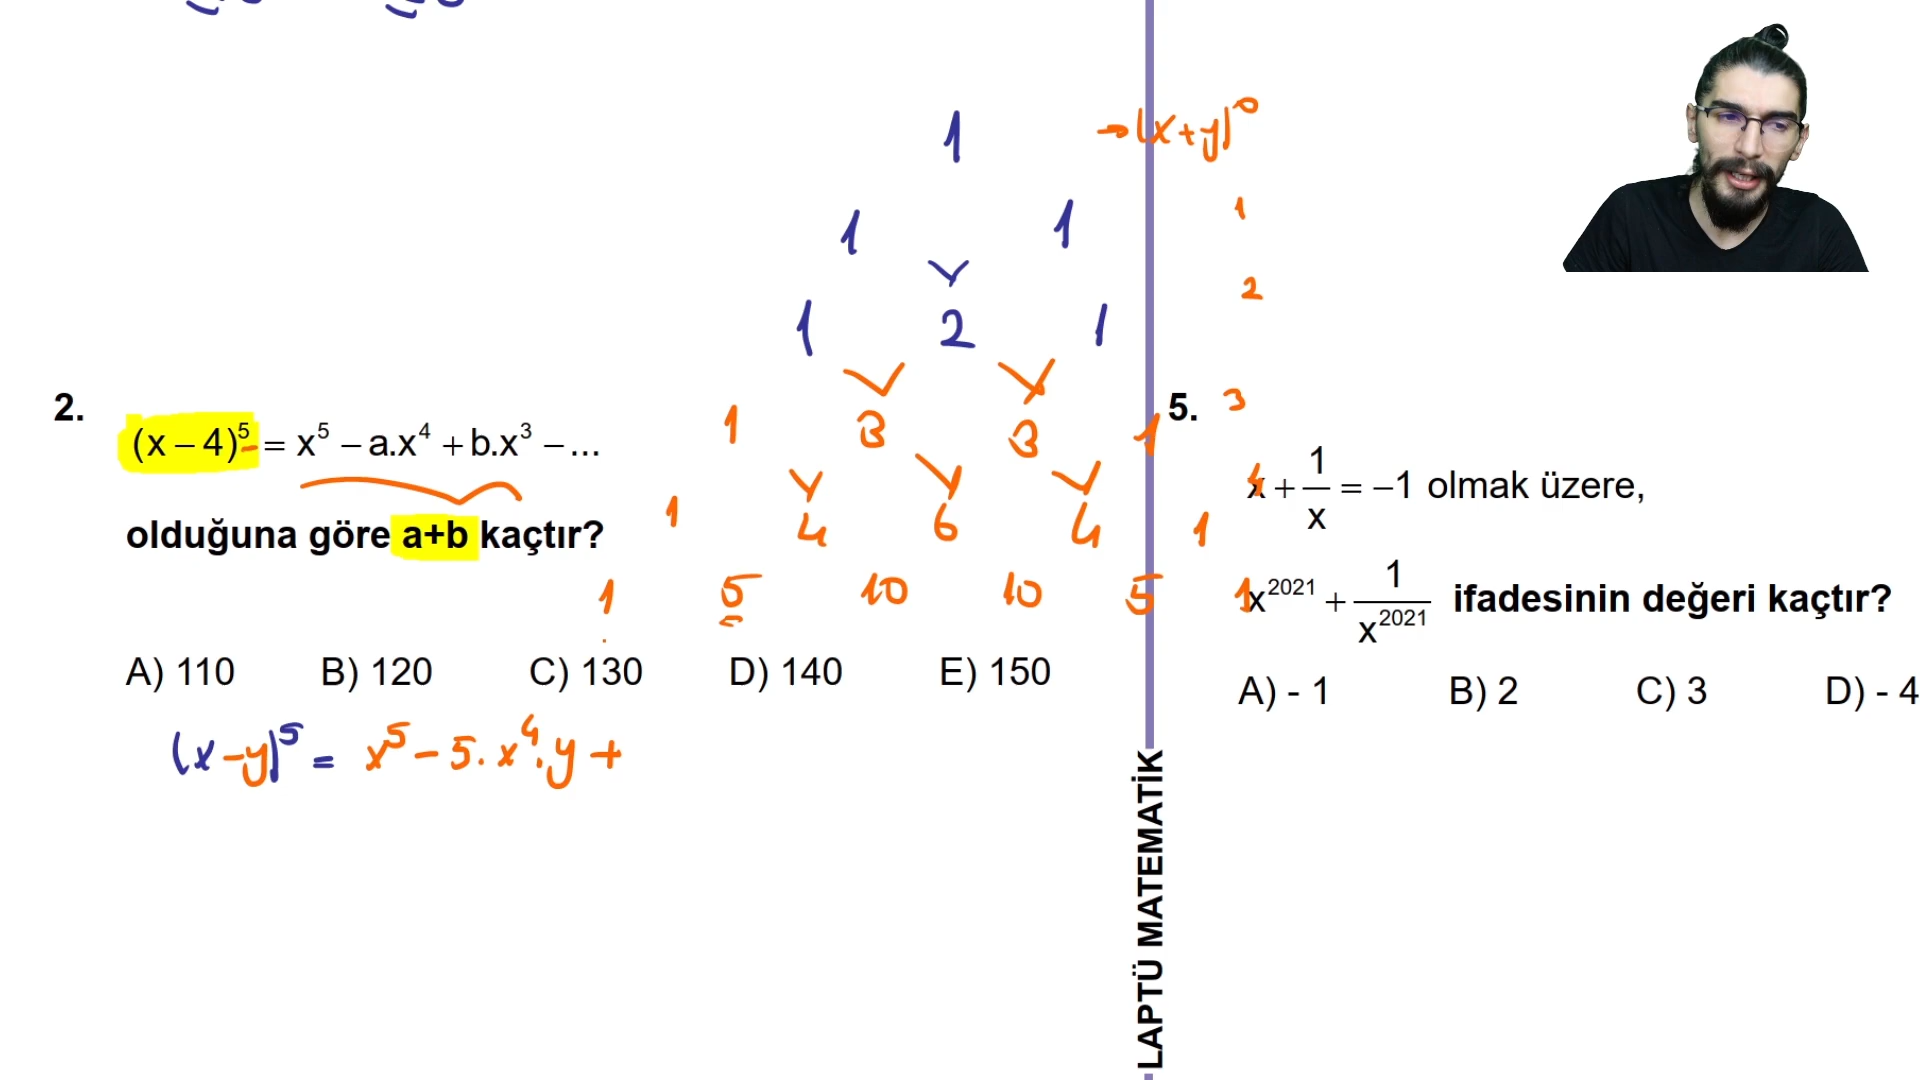 1 → (x+y)⁰
1 1 1
1 2 1 2
1 3 3 1 3
1 4 6 4 1 4
1 5 10 10 5 1
2.
(x – 4)⁵ = x⁵ – a.x⁴ + b.x³ – ...
olduğuna göre a+b kaçtır?
A) 110 B) 120 C) 130 D) 140 E) 150
(x-y)⁵ = x⁵ - 5. x⁴.y +
LAPTÜ MATEMATİK
5.
x + 1/x = –1 olmak üzere,
x²⁰²¹ + 1/x²⁰²¹ ifadesinin değeri kaçtır?
A) - 1 B) 2 C) 3 D) - 4